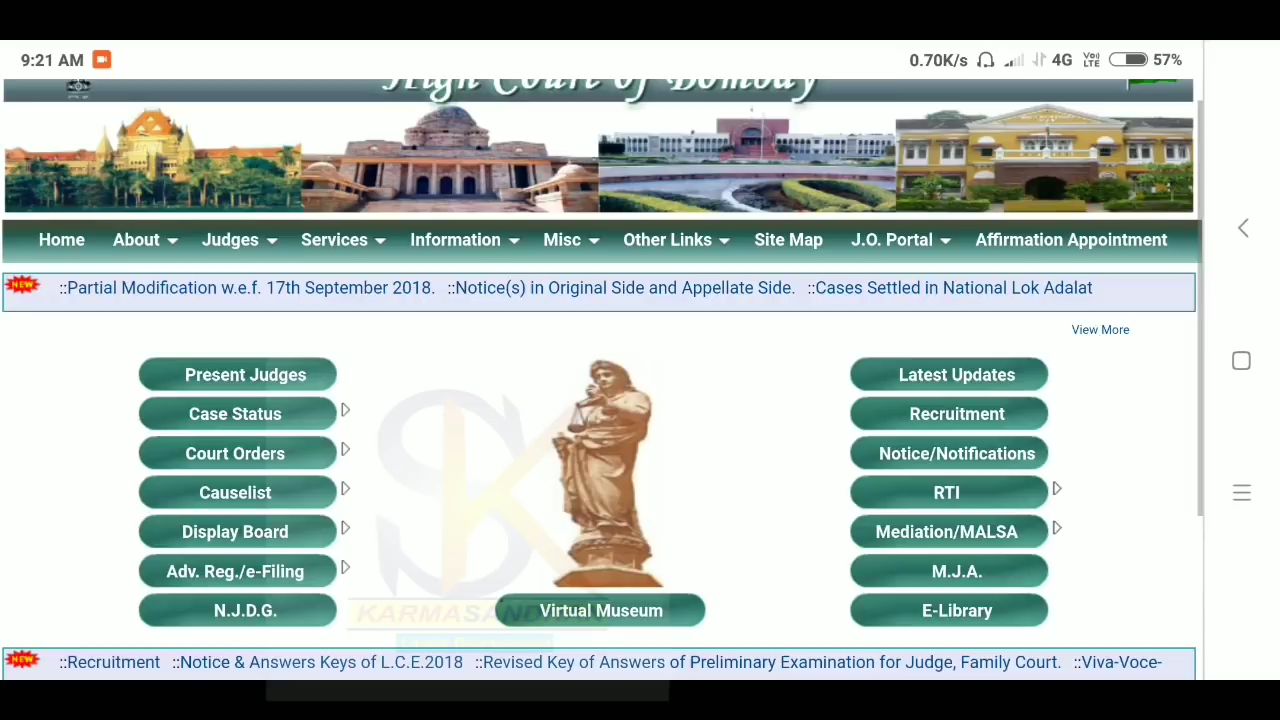 9:21 AM 0.70K/s 4G Vo) LTE 57%
High Court of Bombay
Home About Judges Services Information Misc Other Links Site Map J.O. Portal Affirmation Appointment
NEW ::Partial Modification w.e.f. 17th September 2018. ::Notice(s) in Original Side and Appellate Side. ::Cases Settled in National Lok Adalat
View More
Present Judges
Case Status
Court Orders
Causelist
Display Board
Adv. Reg./e-Filing
N.J.D.G.
Virtual Museum
Latest Updates
Recruitment
Notice/Notifications
RTI
Mediation/MALSA
M.J.A.
E-Library
SK
NEW ::Recruitment ::Notice & Answers Keys of L.C.E.2018 ::Revised Key of Answers of Preliminary Examination for Judge, Family Court. ::Viva-Voce-